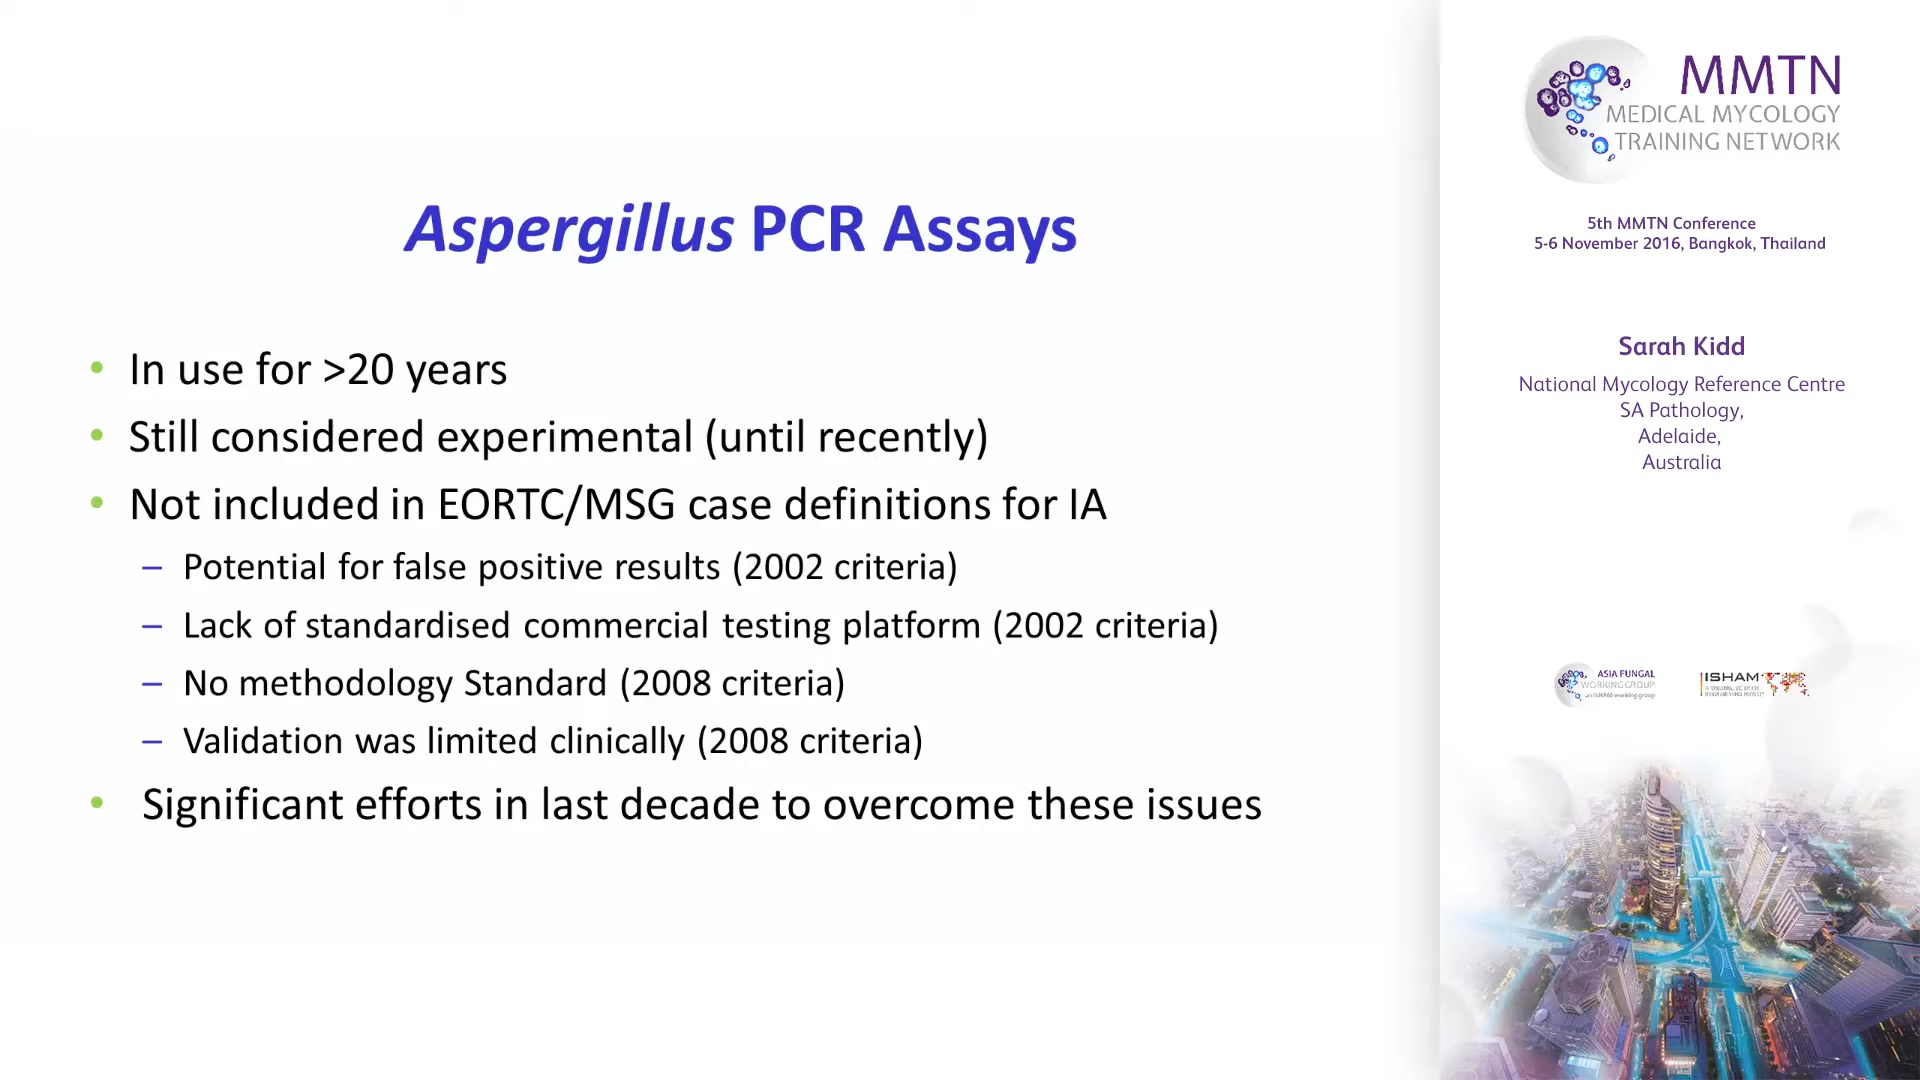 Aspergillus PCR Assays
• In use for >20 years
• Still considered experimental (until recently)
• Not included in EORTC/MSG case definitions for IA
– Potential for false positive results (2002 criteria)
– Lack of standardised commercial testing platform (2002 criteria)
– No methodology Standard (2008 criteria)
– Validation was limited clinically (2008 criteria)
• Significant efforts in last decade to overcome these issues
MMTN
MEDICAL MYCOLOGY
TRAINING NETWORK
5th MMTN Conference
5-6 November 2016, Bangkok, Thailand
Sarah Kidd
National Mycology Reference Centre
SA Pathology,
Adelaide,
Australia
ASIA FUNGAL
WORKING GROUP
an ISHAM working group
ISHAM